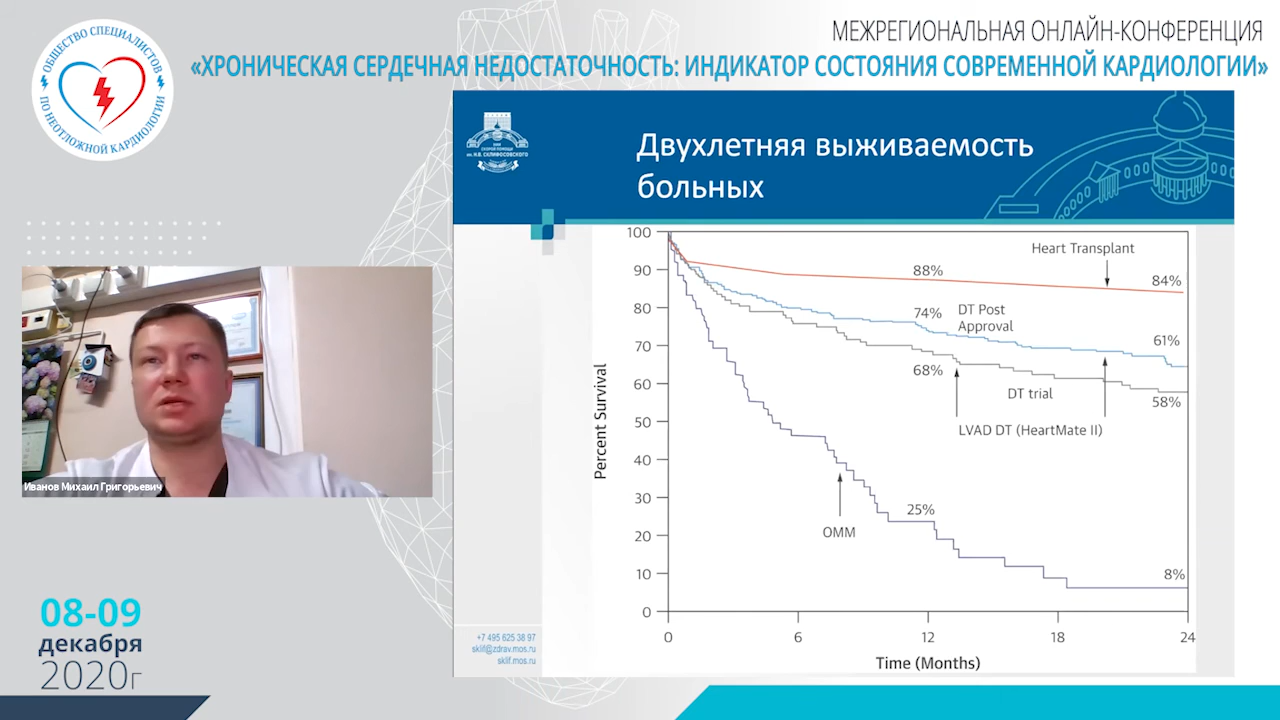 ОБЩЕСТВО СПЕЦИАЛИСТОВ
ПО НЕОТЛОЖНОЙ КАРДИОЛОГИИ
МЕЖРЕГИОНАЛЬНАЯ ОНЛАЙН-КОНФЕРЕНЦИЯ
«ХРОНИЧЕСКАЯ СЕРДЕЧНАЯ НЕДОСТАТОЧНОСТЬ: ИНДИКАТОР СОСТОЯНИЯ СОВРЕМЕННОЙ КАРДИОЛОГИИ»
СКОРОЙ ПОМОЩИ
им. Н.В. СКЛИФОСОВСКОГО
Двухлетняя выживаемость
больных
Иванов Михаил Григорьевич
08-09
декабря
2020г
+7 495 625 38 97
sklif@zdrav.mos.ru
sklif.mos.ru
Percent Survival
100
90
80
70
60
50
40
30
20
10
0
Heart Transplant
88%
84%
74%
DT Post
Approval
61%
68%
DT trial
58%
LVAD DT (HeartMate II)
25%
OMM
8%
0
6
12
18
24
Time (Months)